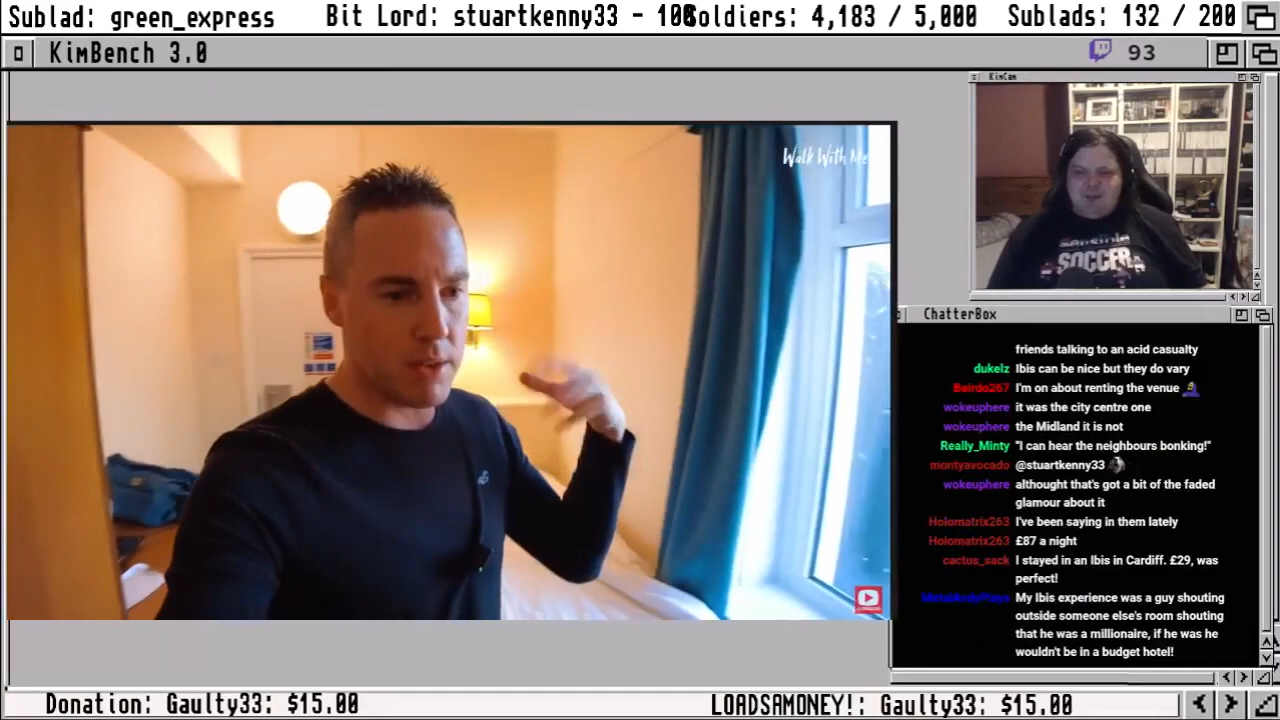 Sublad: green_express
Bit Lord: stuartkenny33 - 100
Soldiers: 4,183 / 5,000
Sublads: 132 / 200
KimBench 3.0
93
KimCam
Walk With Me
SOCCER
ChatterBox
friends talking to an acid casualty
dukelz Ibis can be nice but they do vary
Beirdo267 I'm on about renting the venue
wokeuphere it was the city centre one
wokeuphere the Midland it is not
Really_Minty "I can hear the neighbours bonking!"
montyavocado @stuartkenny33
wokeuphere althought that's got a bit of the faded
glamour about it
Holomatrix263 I've been saying in them lately
Holomatrix263 £87 a night
cactus_sack I stayed in an Ibis in Cardiff. £29, was
perfect!
MetalAndyPlays My Ibis experience was a guy shouting
outside someone else's room shouting
that he was a millionaire, if he was he
wouldn't be in a budget hotel!
Donation: Gaulty33: $15.00
LOADSAMONEY!: Gaulty33: $15.00